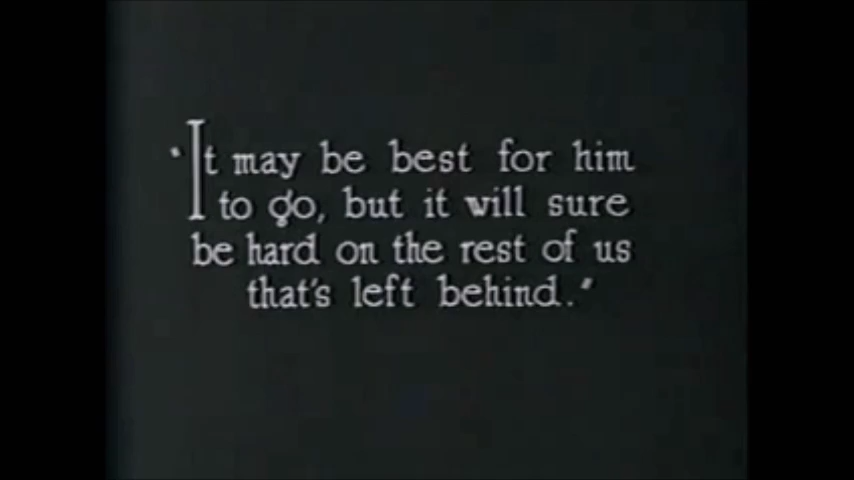 "It may be best for him
to go, but it will sure
be hard on the rest of us
that's left behind."